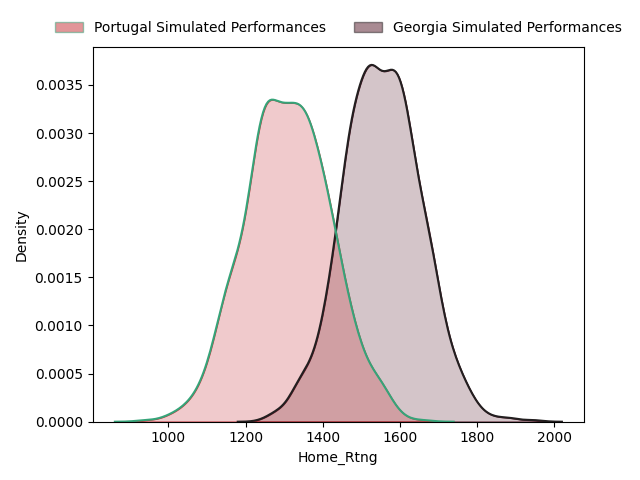 Portugal Simulated Performances Georgia Simulated Performances
0.0035
0.0030
0.0025
0.0020
0.0015
0.0010
0.0005
0.0000
Density
1000 1200 1400 1600 1800 2000
Home_Rtng